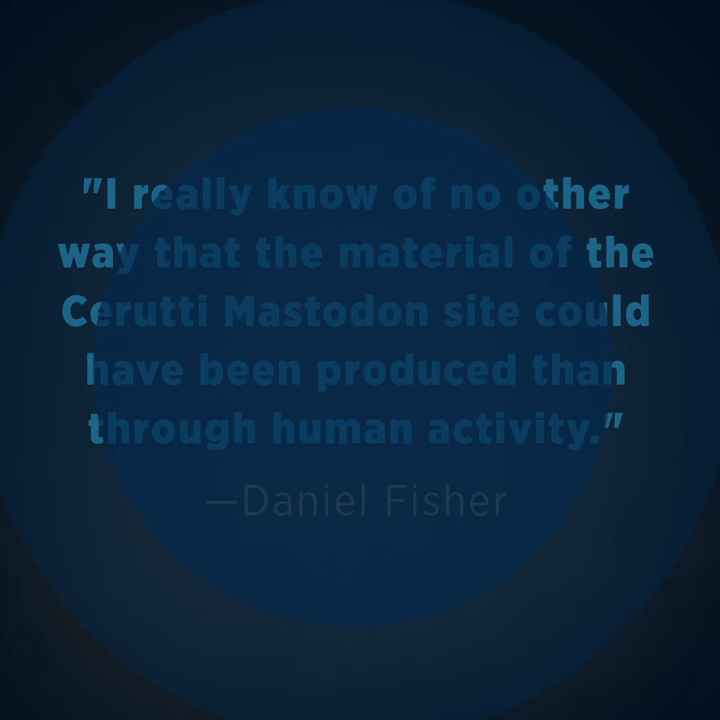 "I really know of no other
way that the material of the
Cerutti Mastodon site could
have been produced than
through human activity."
—Daniel Fisher